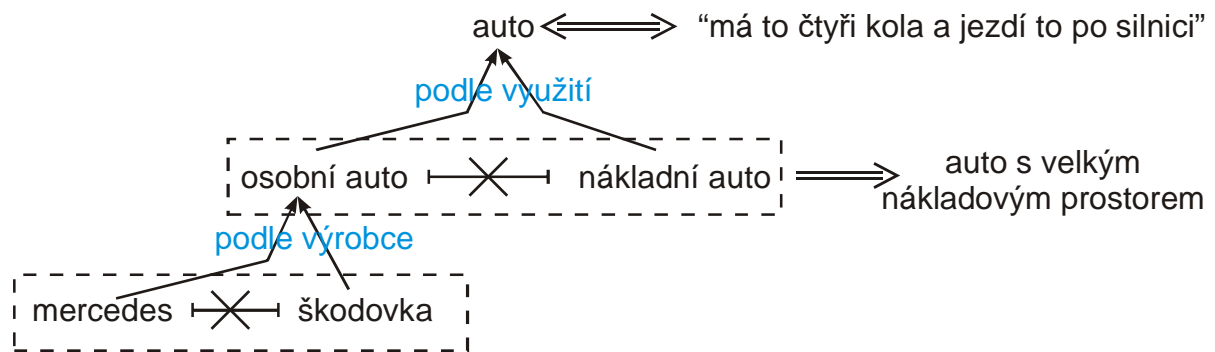 auto “má to čtyři kola a jezdí to po silnici”
podle využití
osobní auto nákladní auto
auto s velkým
nákladovým prostorem
podle výrobce
mercedes škodovka